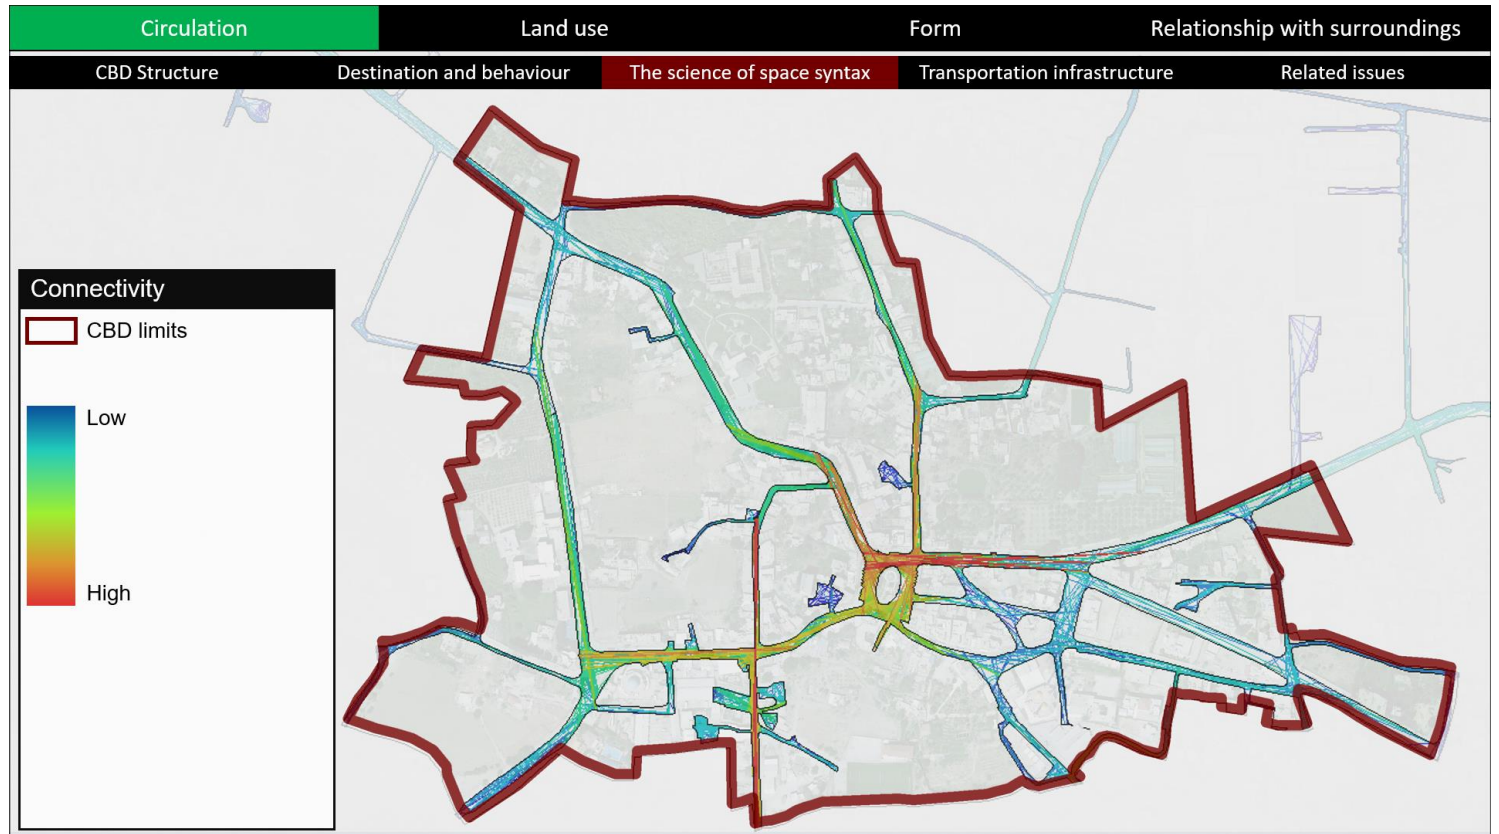 Circulation
Land use
Form
Relationship with surroundings
CBD Structure
Destination and behaviour
The science of space syntax
Transportation infrastructure
Related issues
Connectivity
CBD limits
Low
High